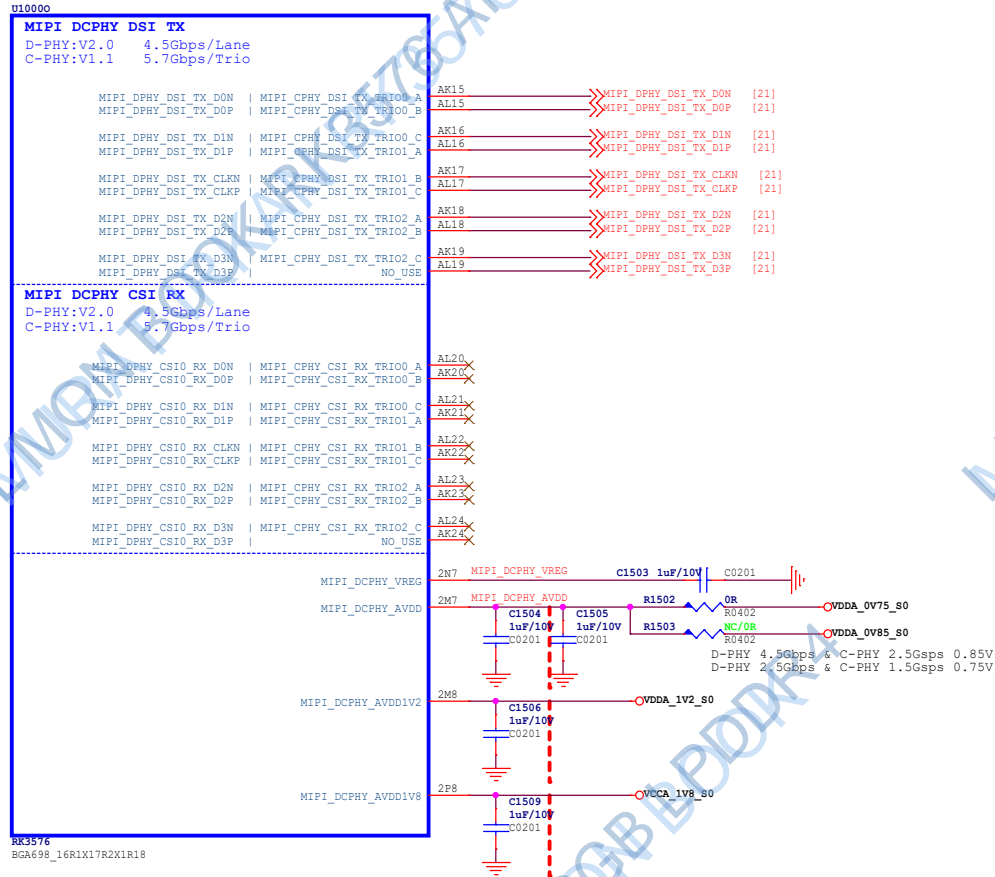 U1000O
MIPI DCPHY DSI TX
D-PHY:V2.0 4.5Gbps/Lane
C-PHY:V1.1 5.7Gbps/Trio
MIPI_DPHY_DSI_TX_D0N | MIPI_CPHY_DSI_TX_TRIO0_A AK15 MIPI_DPHY_DSI_TX_D0N [21]
MIPI_DPHY_DSI_TX_D0P | MIPI_CPHY_DSI_TX_TRIO0_B AL15 MIPI_DPHY_DSI_TX_D0P [21]
MIPI_DPHY_DSI_TX_D1N | MIPI_CPHY_DSI_TX_TRIO0_C AK16 MIPI_DPHY_DSI_TX_D1N [21]
MIPI_DPHY_DSI_TX_D1P | MIPI_CPHY_DSI_TX_TRIO1_A AL16 MIPI_DPHY_DSI_TX_D1P [21]
MIPI_DPHY_DSI_TX_CLKN | MIPI_CPHY_DSI_TX_TRIO1_B AK17 MIPI_DPHY_DSI_TX_CLKN [21]
MIPI_DPHY_DSI_TX_CLKP | MIPI_CPHY_DSI_TX_TRIO1_C AL17 MIPI_DPHY_DSI_TX_CLKP [21]
MIPI_DPHY_DSI_TX_D2N | MIPI_CPHY_DSI_TX_TRIO2_A AK18 MIPI_DPHY_DSI_TX_D2N [21]
MIPI_DPHY_DSI_TX_D2P | MIPI_CPHY_DSI_TX_TRIO2_B AL18 MIPI_DPHY_DSI_TX_D2P [21]
MIPI_DPHY_DSI_TX_D3N | MIPI_CPHY_DSI_TX_TRIO2_C AK19 MIPI_DPHY_DSI_TX_D3N [21]
MIPI_DPHY_DSI_TX_D3P NO_USE AL19 MIPI_DPHY_DSI_TX_D3P [21]
MIPI DCPHY CSI RX
D-PHY:V2.0 4.5Gbps/Lane
C-PHY:V1.1 5.7Gbps/Trio
MIPI_DPHY_CSI0_RX_D0N | MIPI_CPHY_CSI_RX_TRIO0_A AL20
MIPI_DPHY_CSI0_RX_D0P | MIPI_CPHY_CSI_RX_TRIO0_B AK20
MIPI_DPHY_CSI0_RX_D1N | MIPI_CPHY_CSI_RX_TRIO0_C AL21
MIPI_DPHY_CSI0_RX_D1P | MIPI_CPHY_CSI_RX_TRIO1_A AK21
MIPI_DPHY_CSI0_RX_CLKN | MIPI_CPHY_CSI_RX_TRIO1_B AL22
MIPI_DPHY_CSI0_RX_CLKP | MIPI_CPHY_CSI_RX_TRIO1_C AK22
MIPI_DPHY_CSI0_RX_D2N | MIPI_CPHY_CSI_RX_TRIO2_A AL23
MIPI_DPHY_CSI0_RX_D2P | MIPI_CPHY_CSI_RX_TRIO2_B AK23
MIPI_DPHY_CSI0_RX_D3N | MIPI_CPHY_CSI_RX_TRIO2_C AL24
MIPI_DPHY_CSI0_RX_D3P | NO_USE AK24
MIPI_DCPHY_VREG 2N7 MIPI_DCPHY_VREG C1503 1uF/10V C0201
MIPI_DCPHY_AVDD 2M7 MIPI_DCPHY_AVDD R1502 0R R0402 VDDA_0V75_S0
C1504 1uF/10V C0201
C1505 1uF/10V C0201
R1503 NC/0R R0402 VDDA_0V85_S0
D-PHY 4.5Gbps & C-PHY 2.5Gsps 0.85V
D-PHY 2.5Gbps & C-PHY 1.5Gsps 0.75V
MIPI_DCPHY_AVDD1V2 2M8 VDDA_1V2_S0
C1506 1uF/10V C0201
MIPI_DCPHY_AVDD1V8 2P8 VCCA_1V8_S0
C1509 1uF/10V C0201
RK3576
BGA698_16R1X17R2X1R18